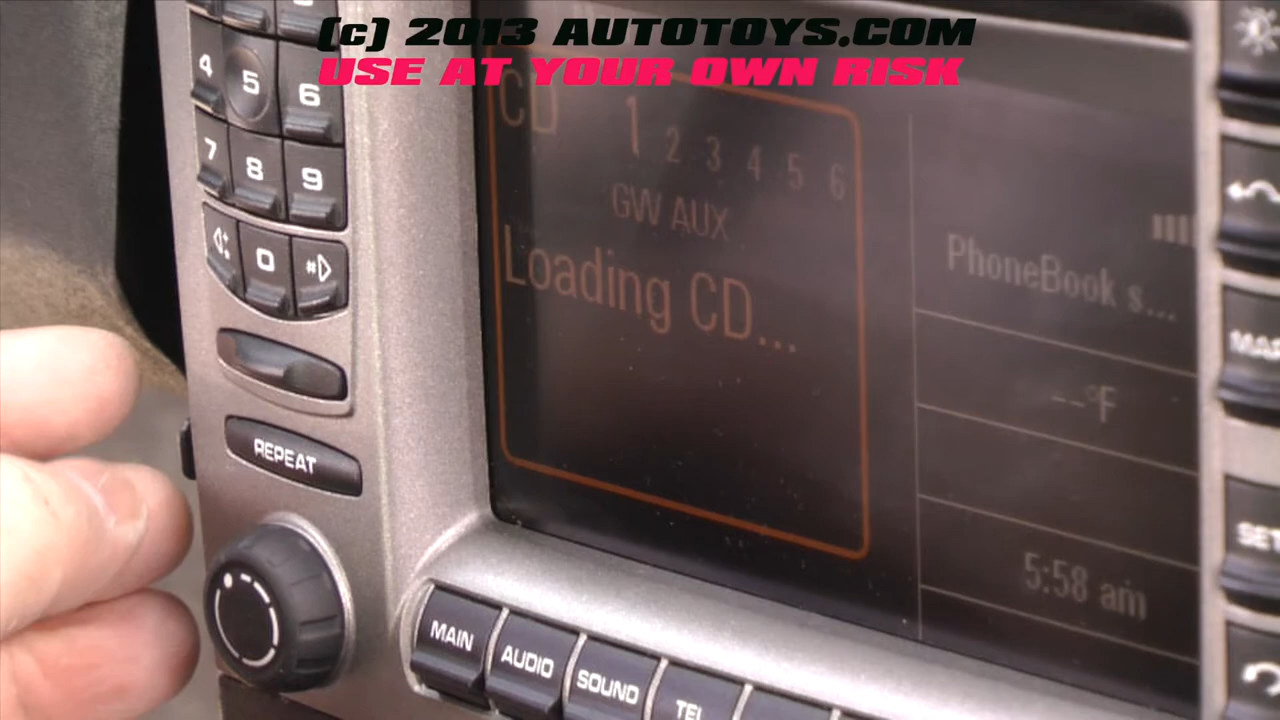 (c) 2013 AUTOTOYS.COM
USE AT YOUR OWN RISK
4 5 6
7 8 9
0 #
REPEAT
CD 1 2 3 4 5 6
GW AUX
Loading CD...
PhoneBook s...
--°F
5:58 am
MAIN AUDIO SOUND TEL
SET